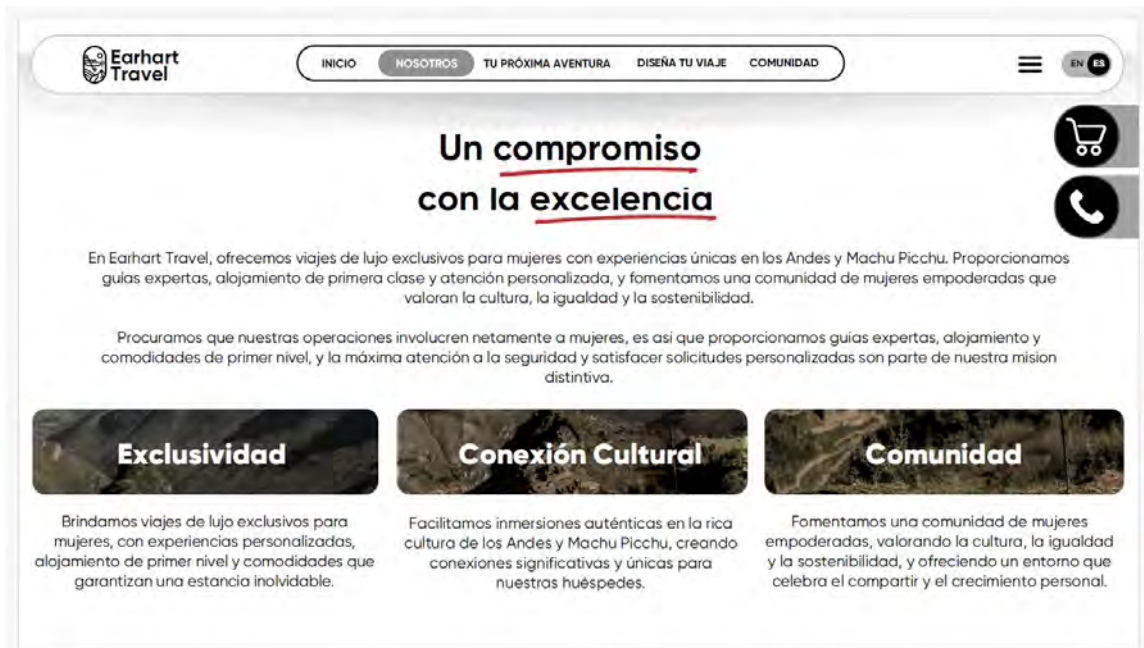 Earhart
Travel
INICIO
NOSOTROS
TU PRÓXIMA AVENTURA
DISEÑA TU VIAJE
COMUNIDAD
EN ES
Un compromiso
con la excelencia
En Earhart Travel, ofrecemos viajes de lujo exclusivos para mujeres con experiencias únicas en los Andes y Machu Picchu. Proporcionamos
guías expertas, alojamiento de primera clase y atención personalizada, y fomentamos una comunidad de mujeres empoderadas que
valoran la cultura, la igualdad y la sostenibilidad.
Procuramos que nuestras operaciones involucren netamente a mujeres, es así que proporcionamos guías expertas, alojamiento y
comodidades de primer nivel, y la máxima atención a la seguridad y satisfacer solicitudes personalizadas son parte de nuestra mision
distintiva.
Exclusividad
Brindamos viajes de lujo exclusivos para
mujeres, con experiencias personalizadas,
alojamiento de primer nivel y comodidades que
garantizan una estancia inolvidable.
Conexión Cultural
Facilitamos inmersiones auténticas en la rica
cultura de los Andes y Machu Picchu, creando
conexiones significativas y únicas para
nuestras huéspedes.
Comunidad
Fomentamos una comunidad de mujeres
empoderadas, valorando la cultura, la igualdad
y la sostenibilidad, y ofreciendo un entorno que
celebra el compartir y el crecimiento personal.